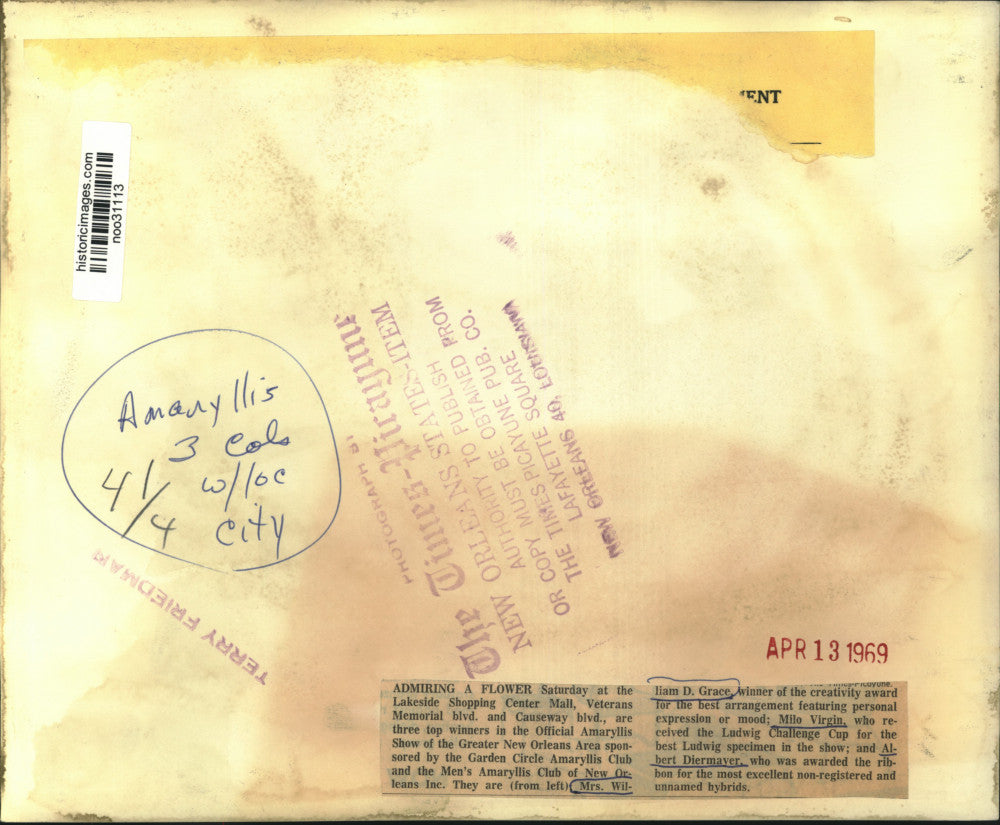 ENT
historicimages.com
noo31113
Amaryllis
3 Cols
4 1/4 w/loc
City
TERRY FRIEDMAN
PHOTOGRAPH BY
The Times-Picayune
NEW ORLEANS STATES-ITEM
AUTHORITY TO PUBLISH
OR COPY MUST BE OBTAINED FROM
THE TIMES PICAYUNE PUB. CO.
LAFAYETTE SQUARE
NEW ORLEANS 40, LOUISIANA
APR 13 1969
ADMIRING A FLOWER Saturday at the
Lakeside Shopping Center Mall, Veterans
Memorial blvd. and Causeway blvd., are
three top winners in the Official Amaryllis
Show of the Greater New Orleans Area spon-
sored by the Garden Circle Amaryllis Club
and the Men's Amaryllis Club of New Or-
leans Inc. They are (from left) Mrs. Wil-
liam D. Grace, winner of the creativity award
for the best arrangement featuring personal
expression or mood; Milo Virgin, who re-
ceived the Ludwig Challenge Cup for the
best Ludwig specimen in the show; and Al-
bert Diermayer, who was awarded the rib-
bon for the most excellent non-registered and
unnamed hybrids.